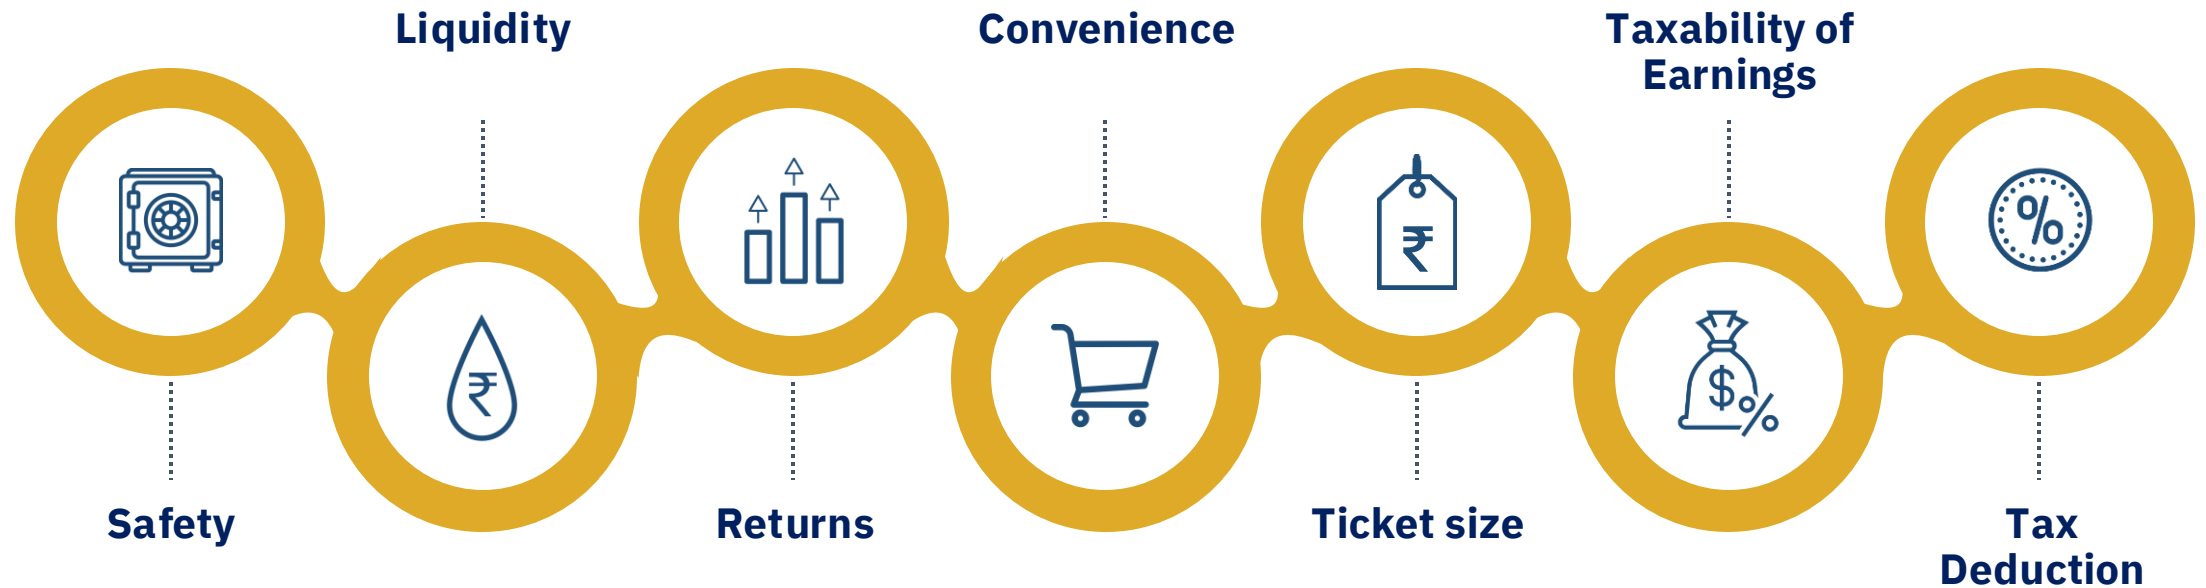 Liquidity
Convenience
Taxability of
Earnings
₹
₹
$%
%
Safety
Returns
Ticket size
Tax
Deduction